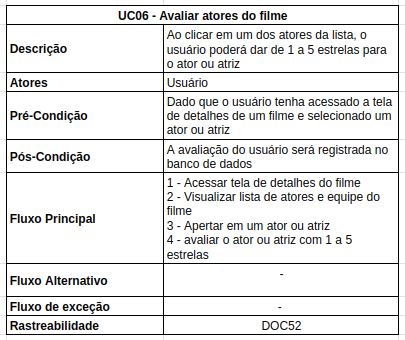 UC06 - Avaliar atores do filme
Descrição
Ao clicar em um dos atores da lista, o
usuário poderá dar de 1 a 5 estrelas para
o ator ou atriz
Atores
Usuário
Pré-Condição
Dado que o usuário tenha acessado a tela
de detalhes de um filme e selecionado um
ator ou atriz
Pós-Condição
A avaliação do usuário será registrada no
banco de dados
Fluxo Principal
1 - Acessar tela de detalhes do filme
2 - Visualizar lista de atores e equipe do
filme
3 - Apertar em um ator ou atriz
4 - avaliar o ator ou atriz com 1 a 5
estrelas
Fluxo Alternativo
-
Fluxo de exceção
-
Rastreabilidade
DOC52